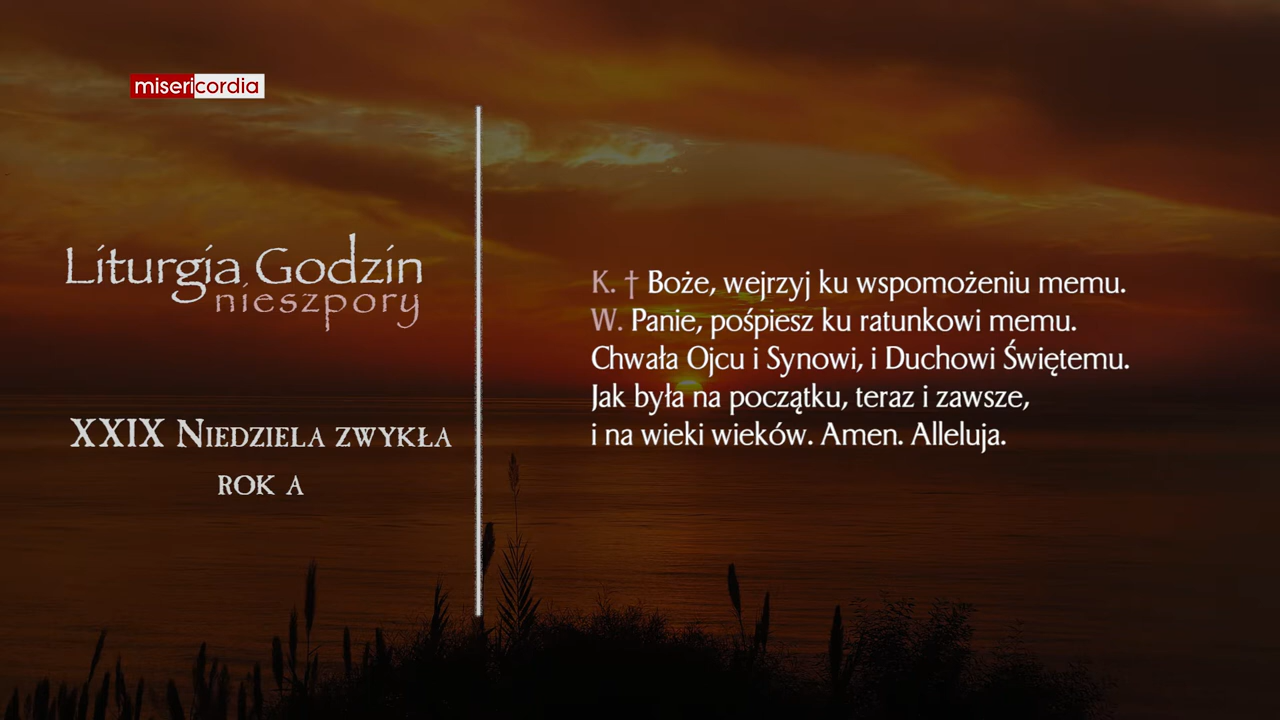 misericordia
Liturgia Godzin
nieszpory
XXIX Niedziela zwykła
rok A
K. † Boże, wejrzyj ku wspomożeniu memu.
W. Panie, pośpiesz ku ratunkowi memu.
Chwała Ojcu i Synowi, i Duchowi Świętemu.
Jak była na początku, teraz i zawsze,
i na wieki wieków. Amen. Alleluja.